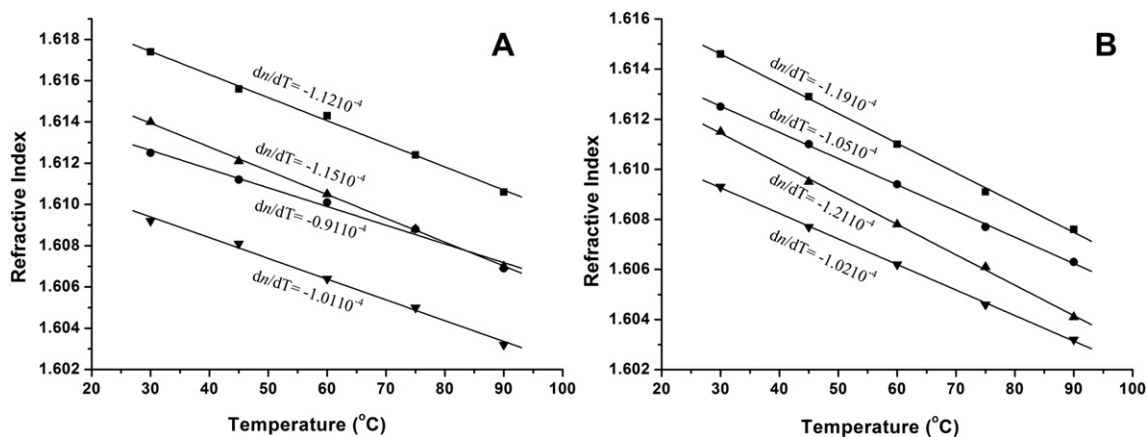 A
1.618
1.616
1.614
1.612
1.610
1.608
1.606
1.604
1.602
Refractive Index
dn/dT= -1.1210⁻⁴
dn/dT= -1.1510⁻⁴
dn/dT= -0.9110⁻⁴
dn/dT= -1.0110⁻⁴
20 30 40 50 60 70 80 90 100
Temperature (°C)
B
1.616
1.614
1.612
1.610
1.608
1.606
1.604
1.602
Refractive Index
dn/dT= -1.1910⁻⁴
dn/dT= -1.0510⁻⁴
dn/dT= -1.2110⁻⁴
dn/dT= -1.0210⁻⁴
20 30 40 50 60 70 80 90 100
Temperature (°C)